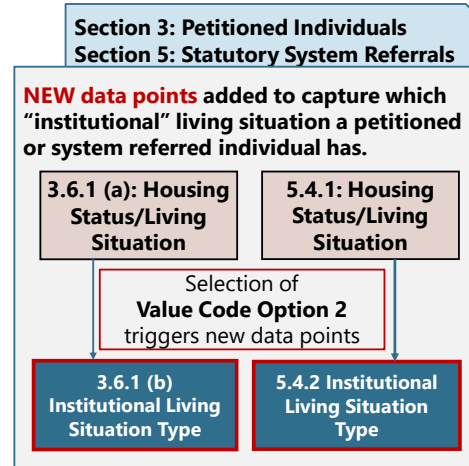 Section 3: Petitioned Individuals
Section 5: Statutory System Referrals
NEW data points added to capture which
“institutional” living situation a petitioned
or system referred individual has.
3.6.1 (a): Housing
Status/Living
Situation
5.4.1: Housing
Status/Living
Situation
Selection of
Value Code Option 2
triggers new data points
3.6.1 (b)
Institutional Living
Situation Type
5.4.2 Institutional
Living Situation
Type